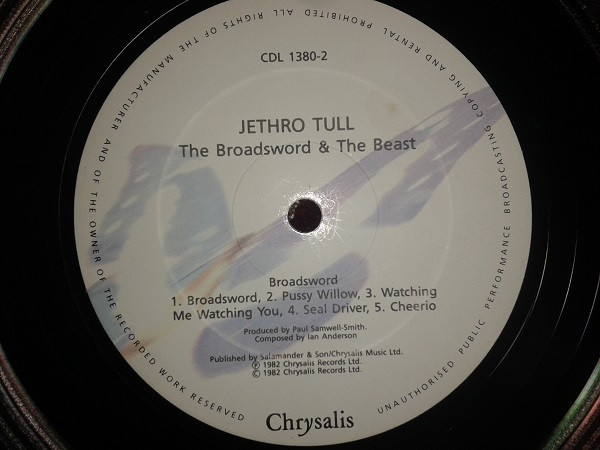 CDL 1380-2
JETHRO TULL
The Broadsword & The Beast
Broadsword
1. Broadsword, 2. Pussy Willow, 3. Watching
Me Watching You, 4. Seal Driver, 5. Cheerio
Produced by Paul Samwell-Smith.
Composed by Ian Anderson
Published by Salamander & Son/Chrysalis Music Ltd.
Ⓟ 1982 Chrysalis Records Ltd.
© 1982 Chrysalis Records Ltd.
Chrysalis
ALL RIGHTS OF THE MANUFACTURER AND OF THE OWNER OF THE RECORDED WORK RESERVED
UNAUTHORISED PUBLIC PERFORMANCE BROADCASTING COPYING AND RENTAL PROHIBITED